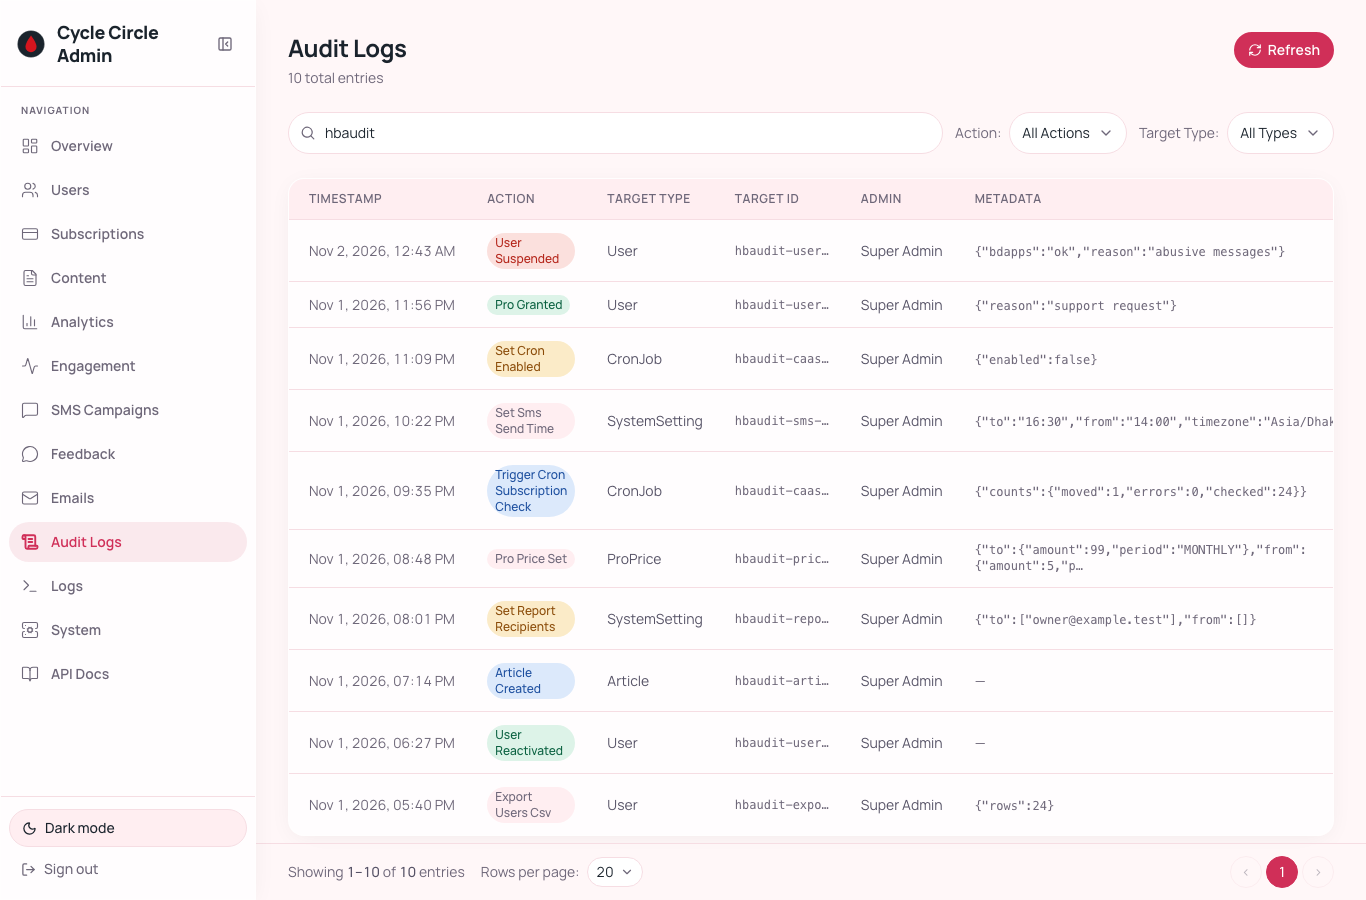 Cycle Circle
Admin
NAVIGATION
Overview
Users
Subscriptions
Content
Analytics
Engagement
SMS Campaigns
Feedback
Emails
Audit Logs
Logs
System
API Docs
Dark mode
Sign out
Audit Logs
10 total entries
Refresh
hbaudit
Action: All Actions Target Type: All Types
TIMESTAMP ACTION TARGET TYPE TARGET ID ADMIN METADATA
Nov 2, 2026, 12:43 AM User Suspended User hbaudit-user… Super Admin {"bdapps":"ok","reason":"abusive messages"}
Nov 1, 2026, 11:56 PM Pro Granted User hbaudit-user… Super Admin {"reason":"support request"}
Nov 1, 2026, 11:09 PM Set Cron Enabled CronJob hbaudit-caas… Super Admin {"enabled":false}
Nov 1, 2026, 10:22 PM Set Sms Send Time SystemSetting hbaudit-sms-… Super Admin {"to":"16:30","from":"14:00","timezone":"Asia/Dhak
Nov 1, 2026, 09:35 PM Trigger Cron Subscription Check CronJob hbaudit-caas… Super Admin {"counts":{"moved":1,"errors":0,"checked":24}}
Nov 1, 2026, 08:48 PM Pro Price Set ProPrice hbaudit-pric… Super Admin {"to":{"amount":99,"period":"MONTHLY"},"from":
{"amount":5,"p…
Nov 1, 2026, 08:01 PM Set Report Recipients SystemSetting hbaudit-repo… Super Admin {"to":["owner@example.test"],"from":[]}
Nov 1, 2026, 07:14 PM Article Created Article hbaudit-arti… Super Admin —
Nov 1, 2026, 06:27 PM User Reactivated User hbaudit-user… Super Admin —
Nov 1, 2026, 05:40 PM Export Users Csv User hbaudit-expo… Super Admin {"rows":24}
Showing 1–10 of 10 entries Rows per page: 20
1